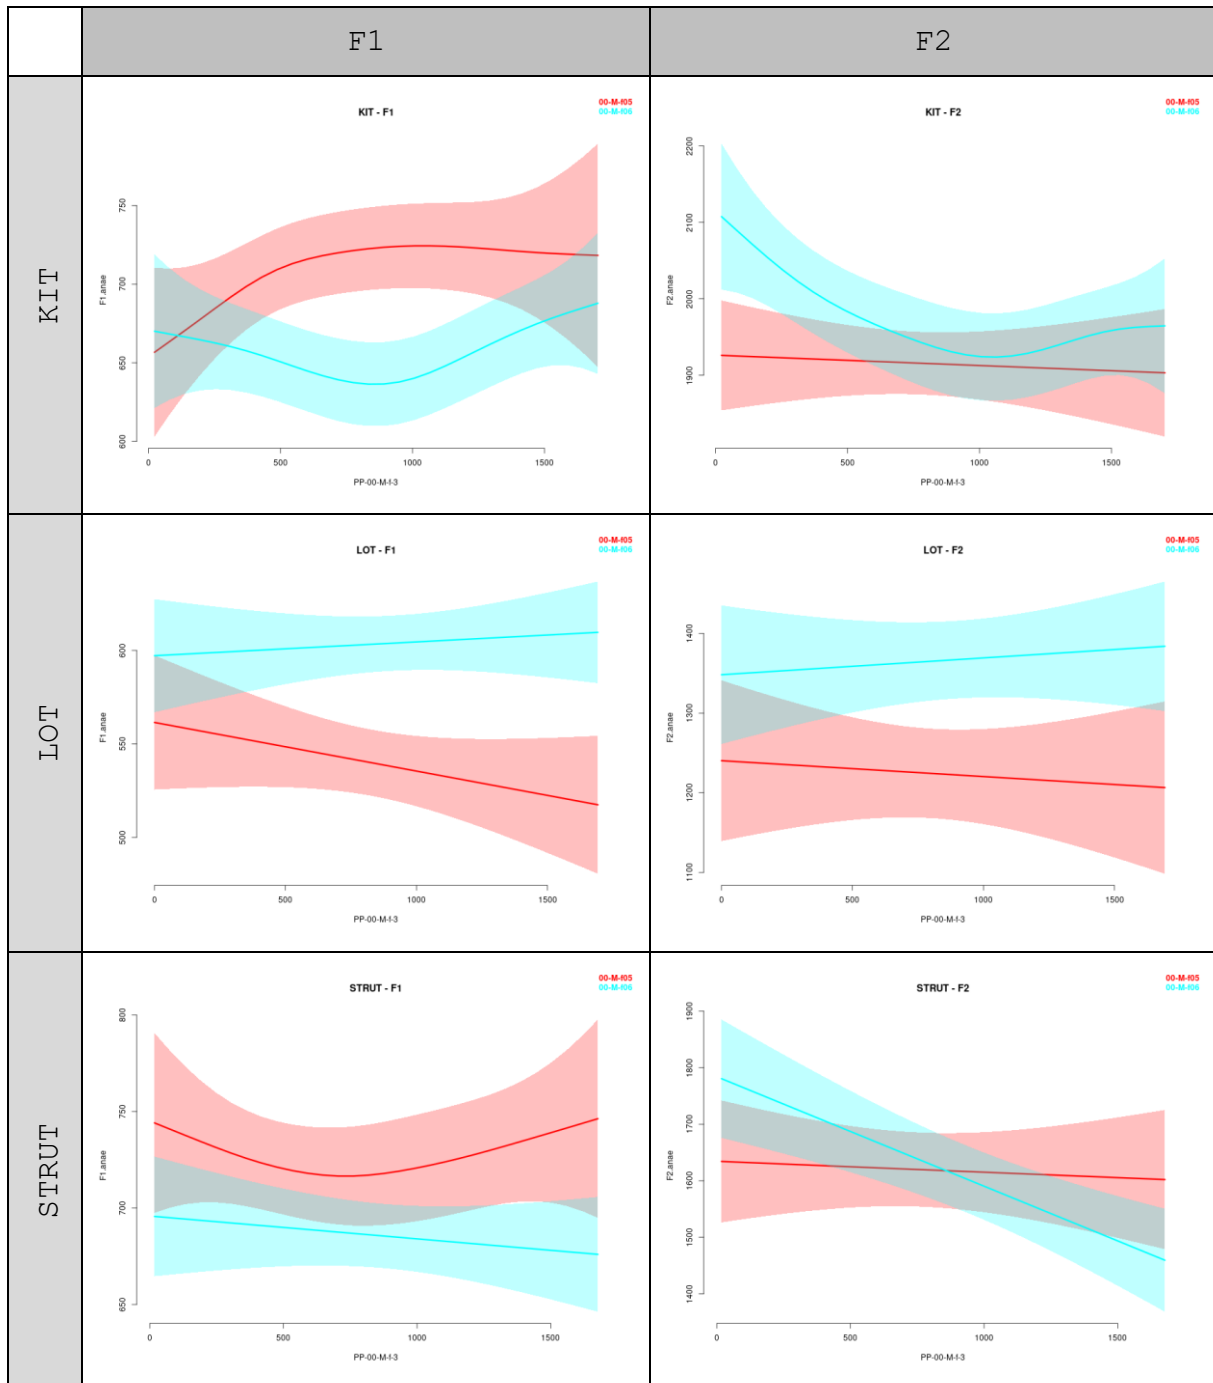 F1
F2
KIT
KIT - F1
00-M-f05
00-M-f06
F1.anae
750
700
650
600
0 500 1000 1500
PP-00-M-f-3
KIT - F2
00-M-f05
00-M-f06
F2.anae
2200
2100
2000
1900
0 500 1000 1500
PP-00-M-f-3
LOT
LOT - F1
00-M-f05
00-M-f06
F1.anae
600
550
500
0 500 1000 1500
PP-00-M-f-3
LOT - F2
00-M-f05
00-M-f06
F2.anae
1400
1300
1200
1100
0 500 1000 1500
PP-00-M-f-3
STRUT
STRUT - F1
00-M-f05
00-M-f06
F1.anae
800
750
700
650
0 500 1000 1500
PP-00-M-f-3
STRUT - F2
00-M-f05
00-M-f06
F2.anae
1900
1800
1700
1600
1500
1400
0 500 1000 1500
PP-00-M-f-3